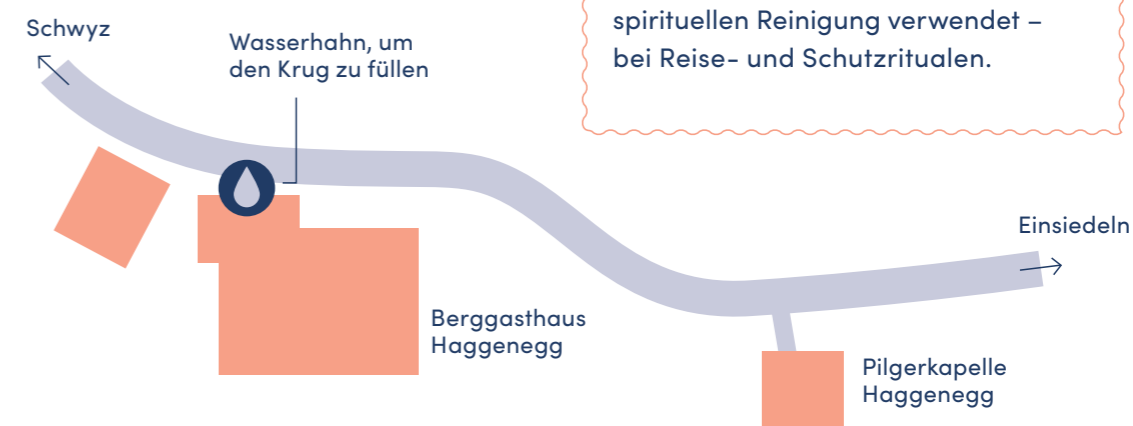 Schwyz
Wasserhahn, um
den Krug zu füllen
spirituellen Reinigung verwendet –
bei Reise- und Schutzritualen.
Einsiedeln
Berggasthaus
Haggenegg
Pilgerkapelle
Haggenegg